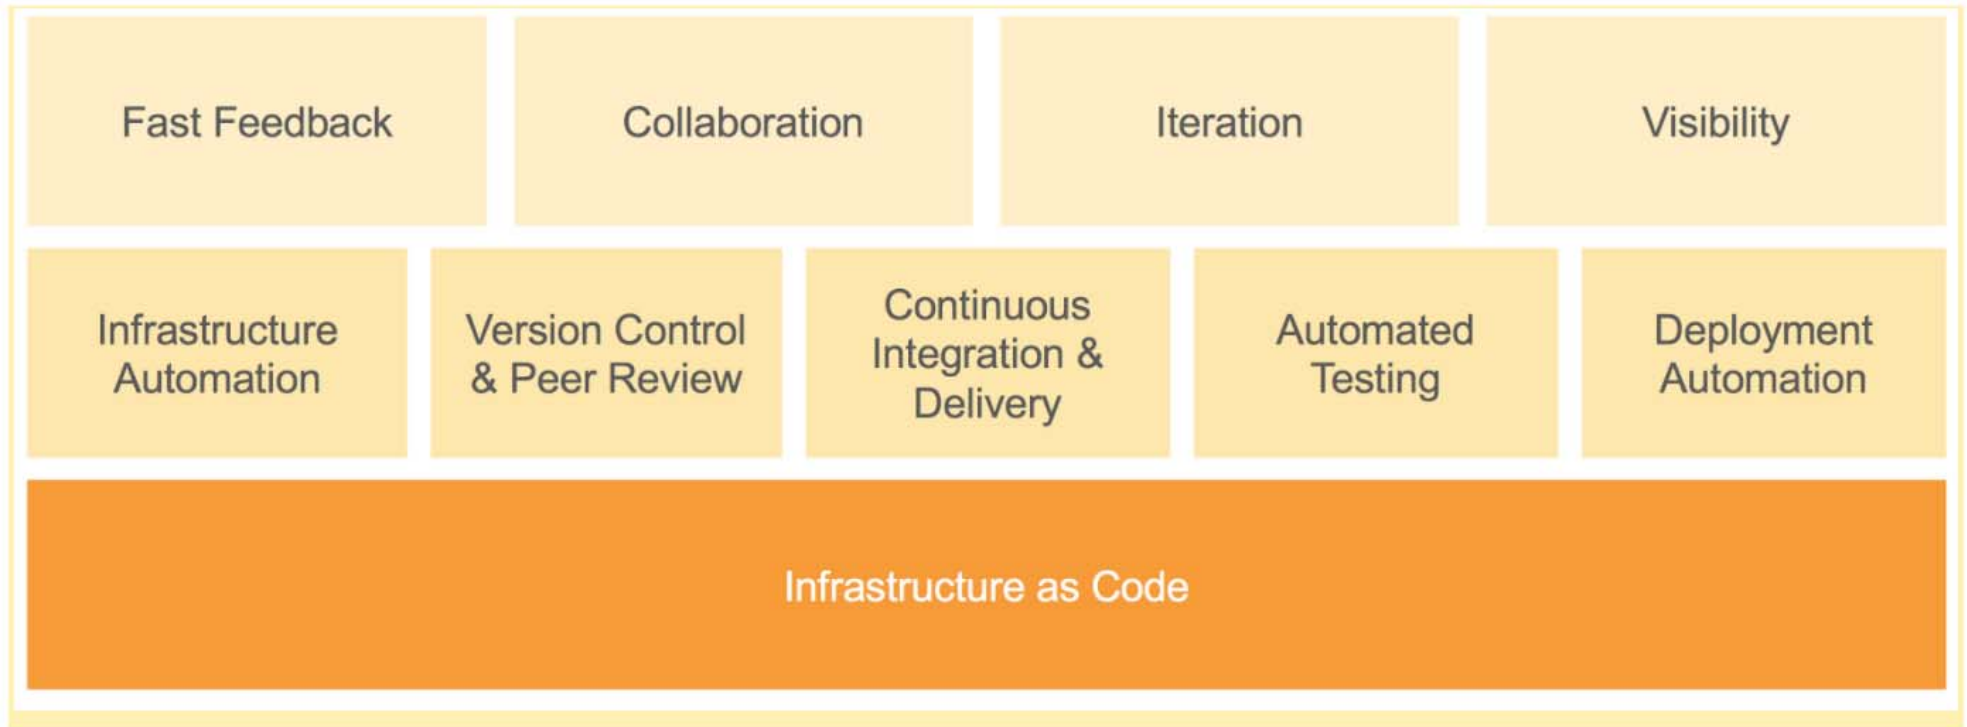 Fast Feedback
Collaboration
Iteration
Visibility
Infrastructure
Automation
Version Control
& Peer Review
Continuous
Integration &
Delivery
Automated
Testing
Deployment
Automation
Infrastructure as Code